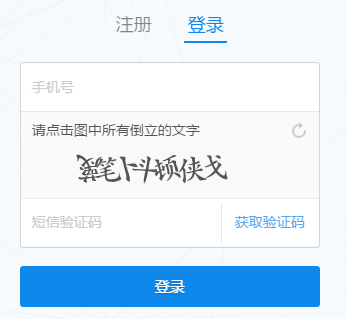 注册 登录
手机号
请点击图中所有倒立的文字
笔卜斗顿侠戈
短信验证码 获取验证码
登录